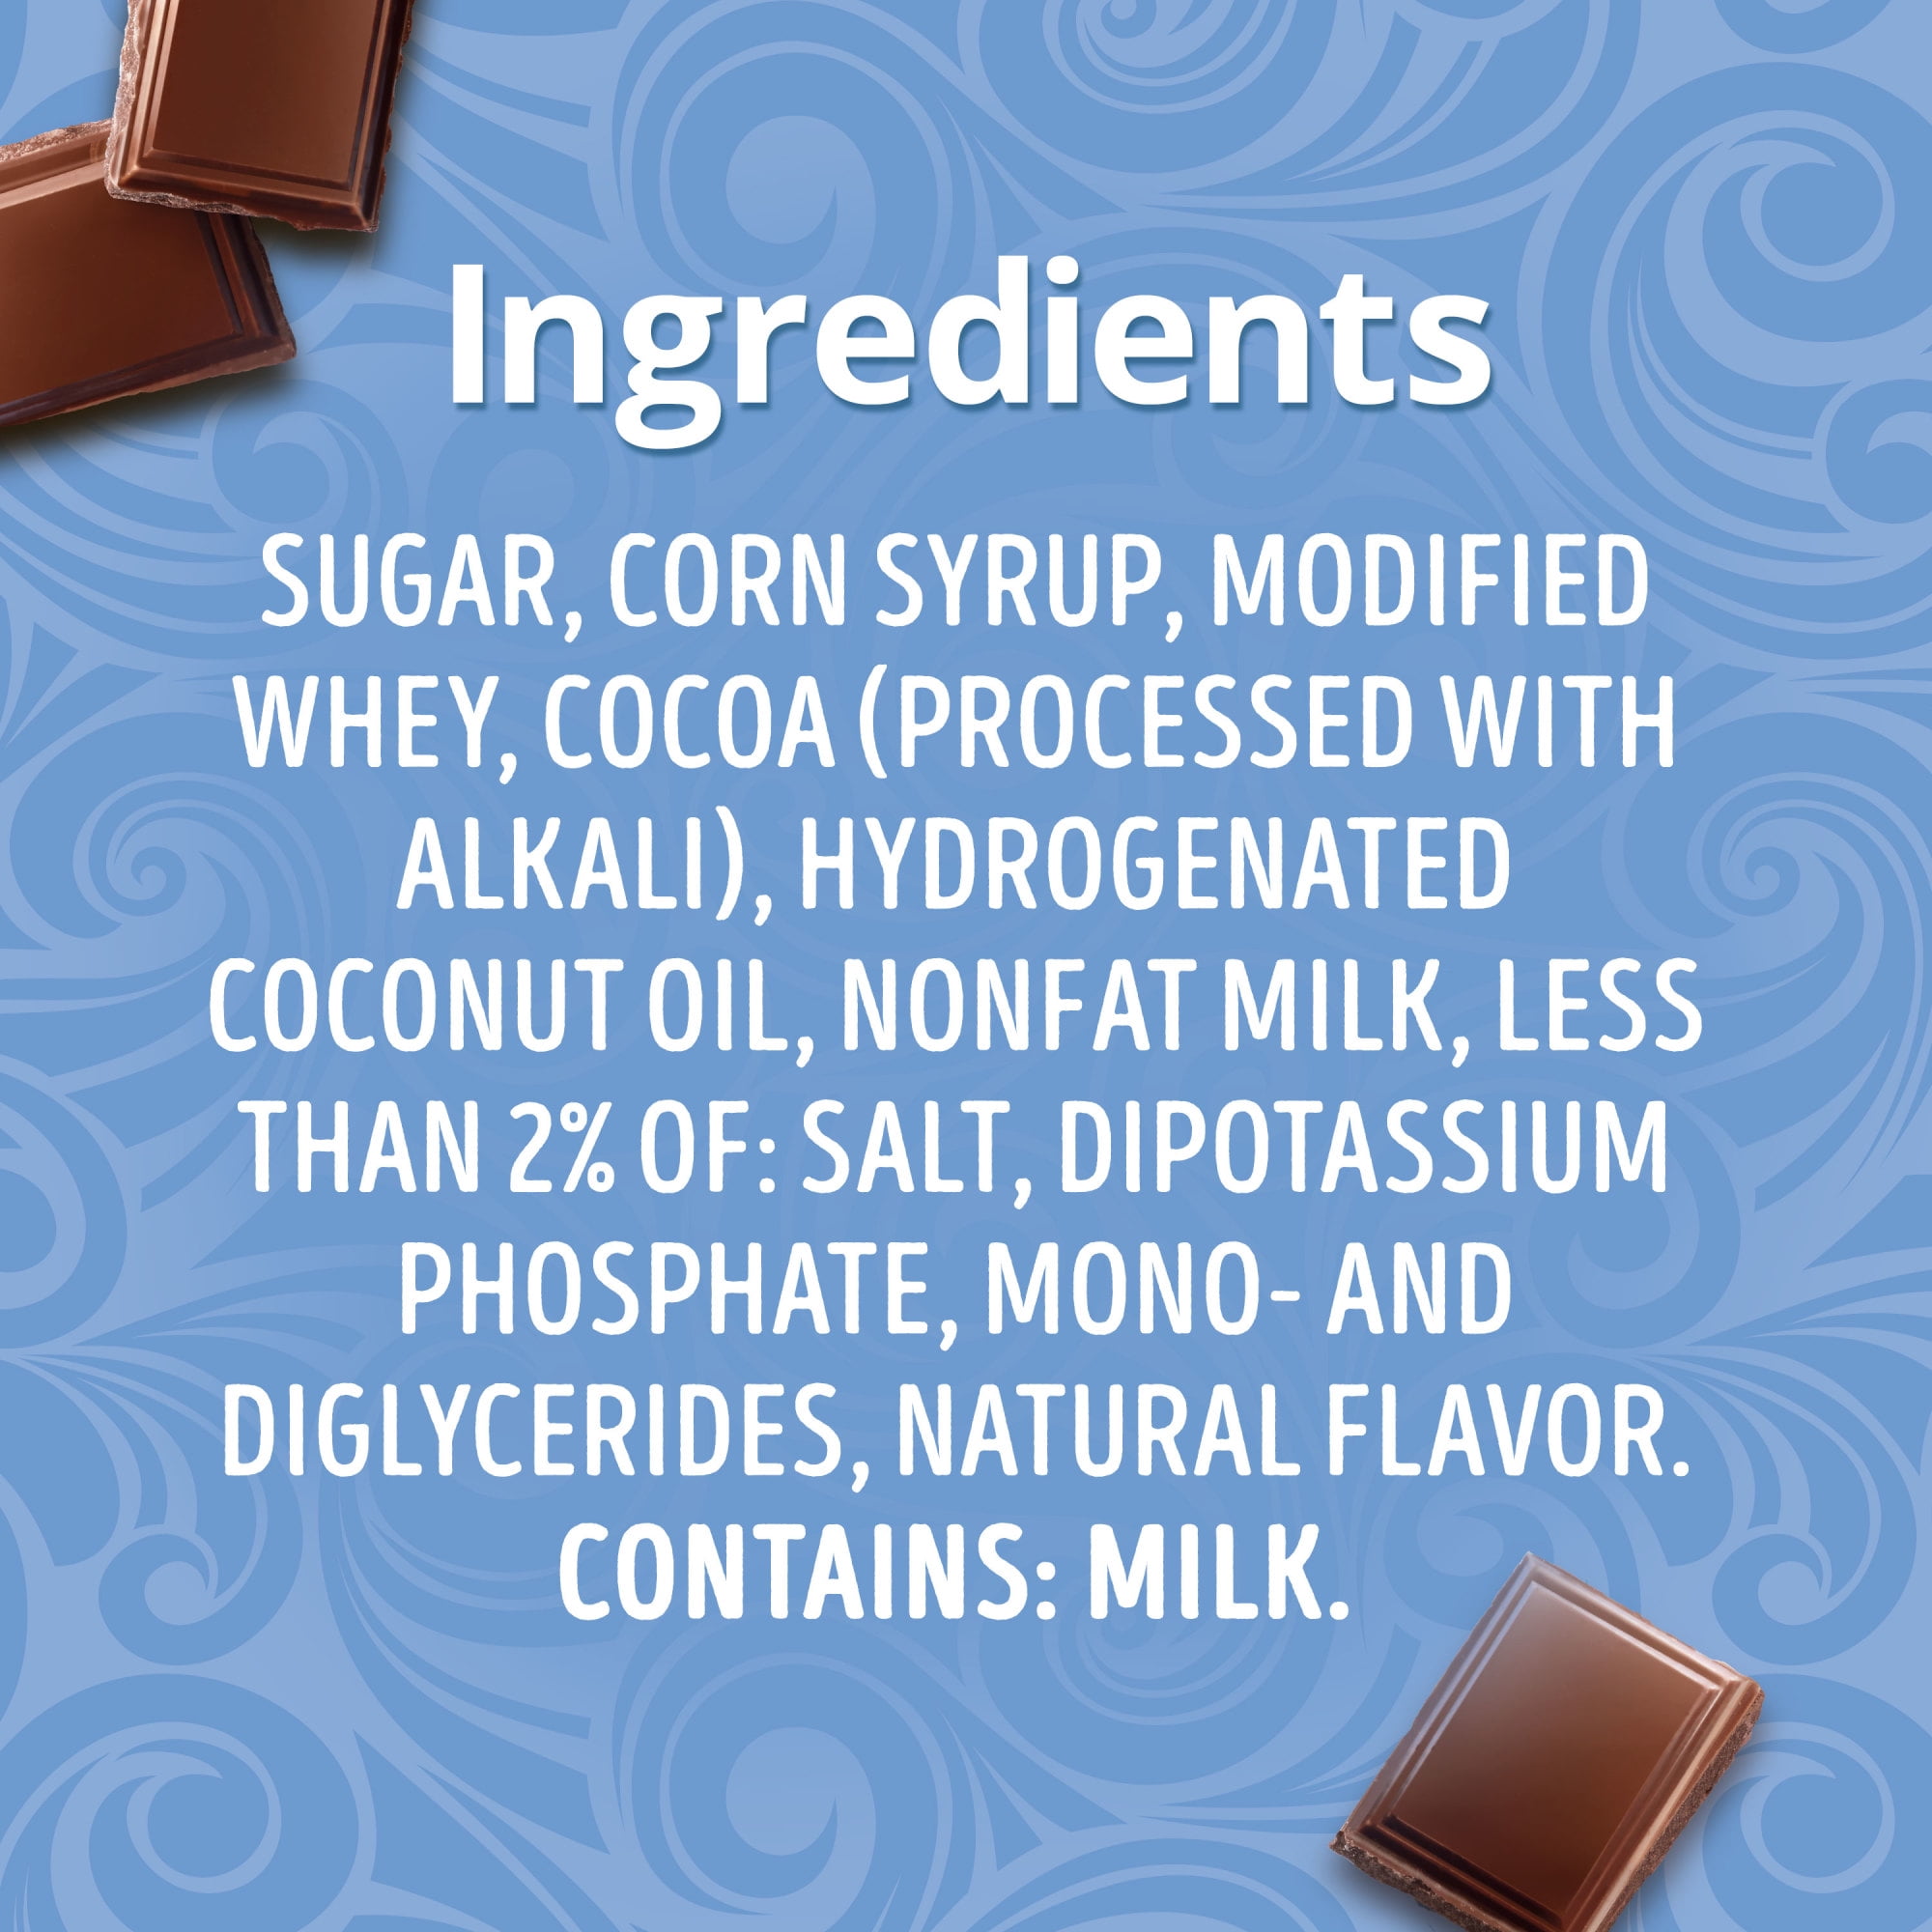 Ingredients
SUGAR, CORN SYRUP, MODIFIED
WHEY, COCOA (PROCESSED WITH
ALKALI), HYDROGENATED
COCONUT OIL, NONFAT MILK, LESS
THAN 2% OF: SALT, DIPOTASSIUM
PHOSPHATE, MONO- AND
DIGLYCERIDES, NATURAL FLAVOR.
CONTAINS: MILK.